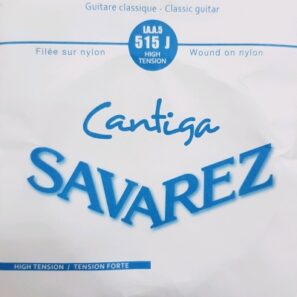 Guitare classique - Classic guitar
LA.A.5
Filée sur nylon 515 J Wound on nylon
HIGH
TENSION
Cantiga
SAVAREZ
HIGH TENSION / TENSION FORTE